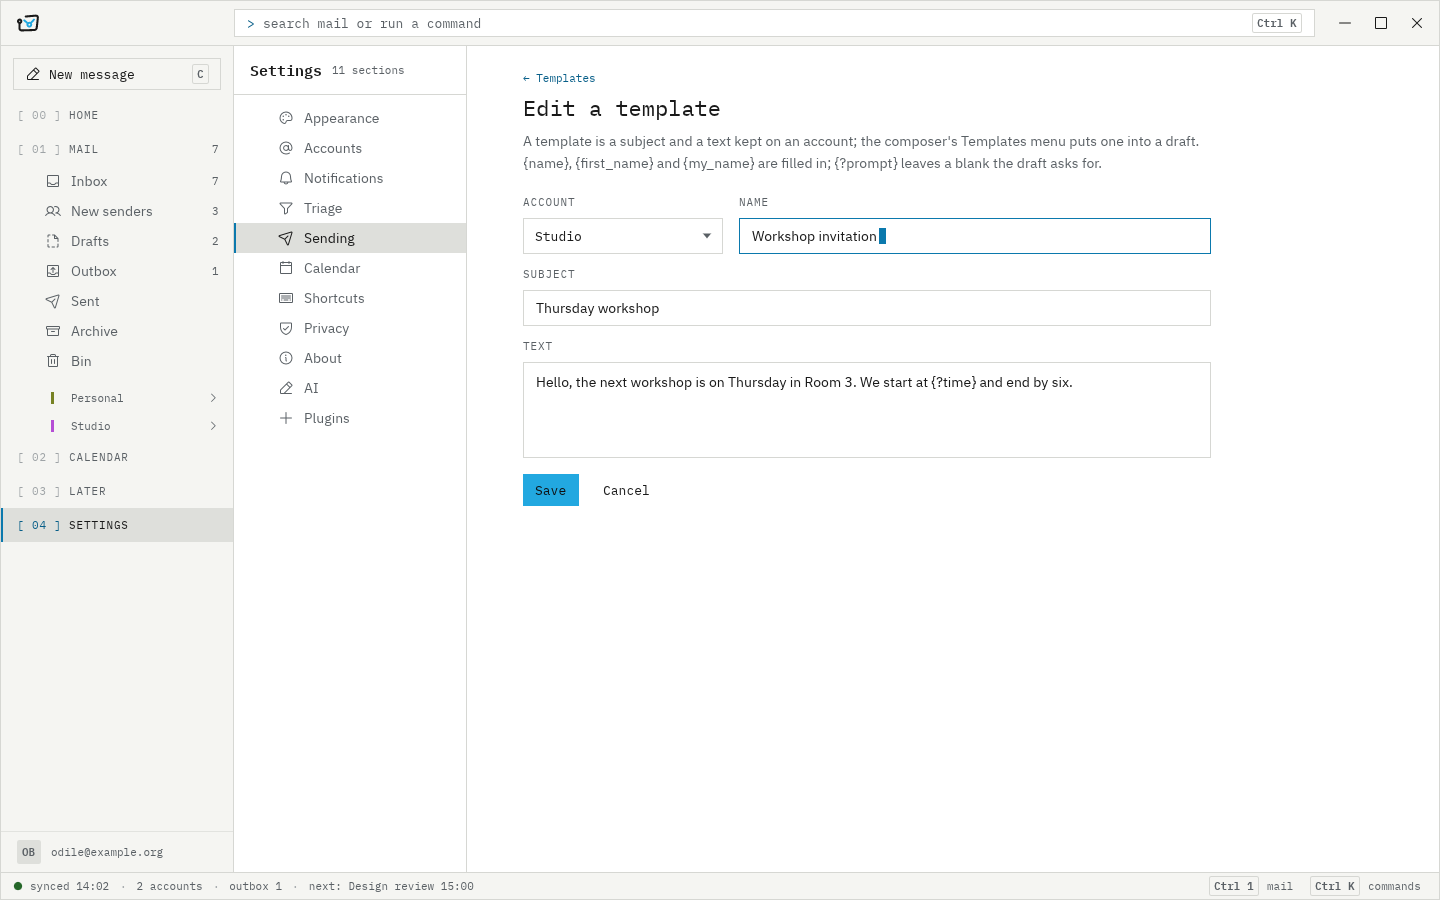 > search mail or run a command Ctrl K
New message C
[ 00 ] HOME
[ 01 ] MAIL 7
Inbox 7
New senders 3
Drafts 2
Outbox 1
Sent
Archive
Bin
Personal
Studio
[ 02 ] CALENDAR
[ 03 ] LATER
[ 04 ] SETTINGS
OB odile@example.org
Settings 11 sections
Appearance
Accounts
Notifications
Triage
Sending
Calendar
Shortcuts
Privacy
About
AI
Plugins
← Templates
Edit a template
A template is a subject and a text kept on an account; the composer's Templates menu puts one into a draft.
{name}, {first_name} and {my_name} are filled in; {?prompt} leaves a blank the draft asks for.
ACCOUNT NAME
Studio Workshop invitation
SUBJECT
Thursday workshop
TEXT
Hello, the next workshop is on Thursday in Room 3. We start at {?time} and end by six.
Save Cancel
synced 14:02 · 2 accounts · outbox 1 · next: Design review 15:00 Ctrl 1 mail Ctrl K commands